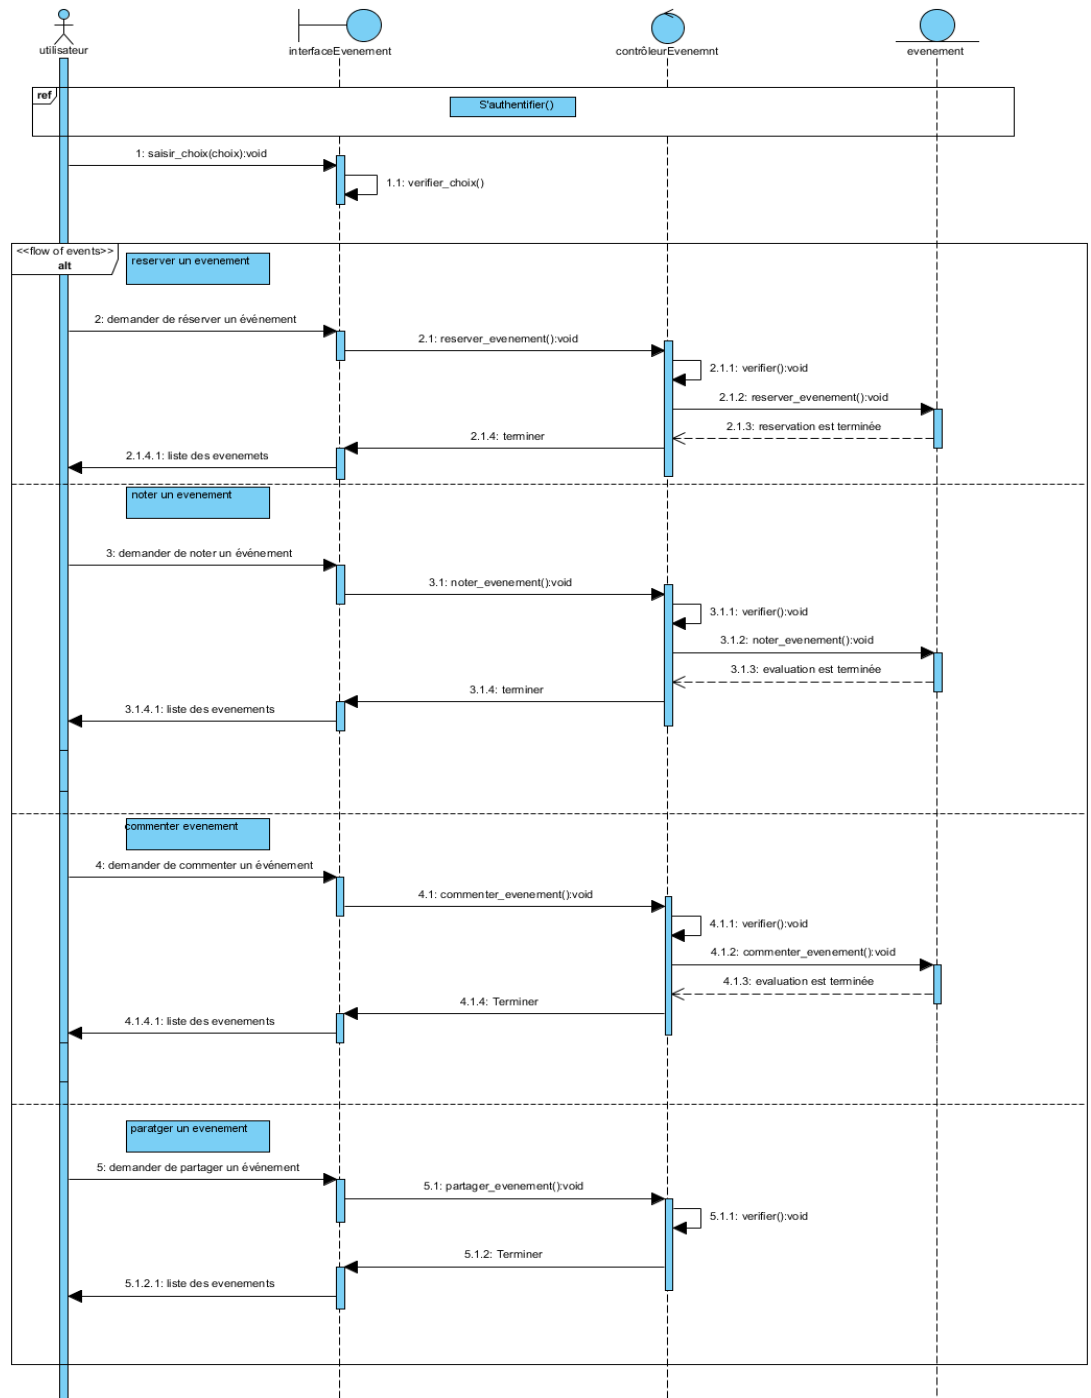 utilisateur
interfaceEvenement
contrôleurEvenemnt
evenement
ref
S'authentifier()
1: saisir_choix(choix):void
1.1: verifier_choix()
<<flow of events>>
alt
reserver un evenement
2: demander de réserver un événement
2.1: reserver_evenement():void
2.1.1: verifier():void
2.1.2: reserver_evenement():void
2.1.3: reservation est terminée
2.1.4: terminer
2.1.4.1: liste des evenemets
noter un evenement
3: demander de noter un événement
3.1: noter_evenement():void
3.1.1: verifier():void
3.1.2: noter_evenement():void
3.1.3: evaluation est terminée
3.1.4: terminer
3.1.4.1: liste des evenements
commenter evenement
4: demander de commenter un événement
4.1: commenter_evenement():void
4.1.1: verifier():void
4.1.2: commenter_evenement():void
4.1.3: evaluation est terminée
4.1.4: Terminer
4.1.4.1: liste des evenements
paratger un evenement
5: demander de partager un événement
5.1: partager_evenement():void
5.1.1: verifier():void
5.1.2: Terminer
5.1.2.1: liste des evenements